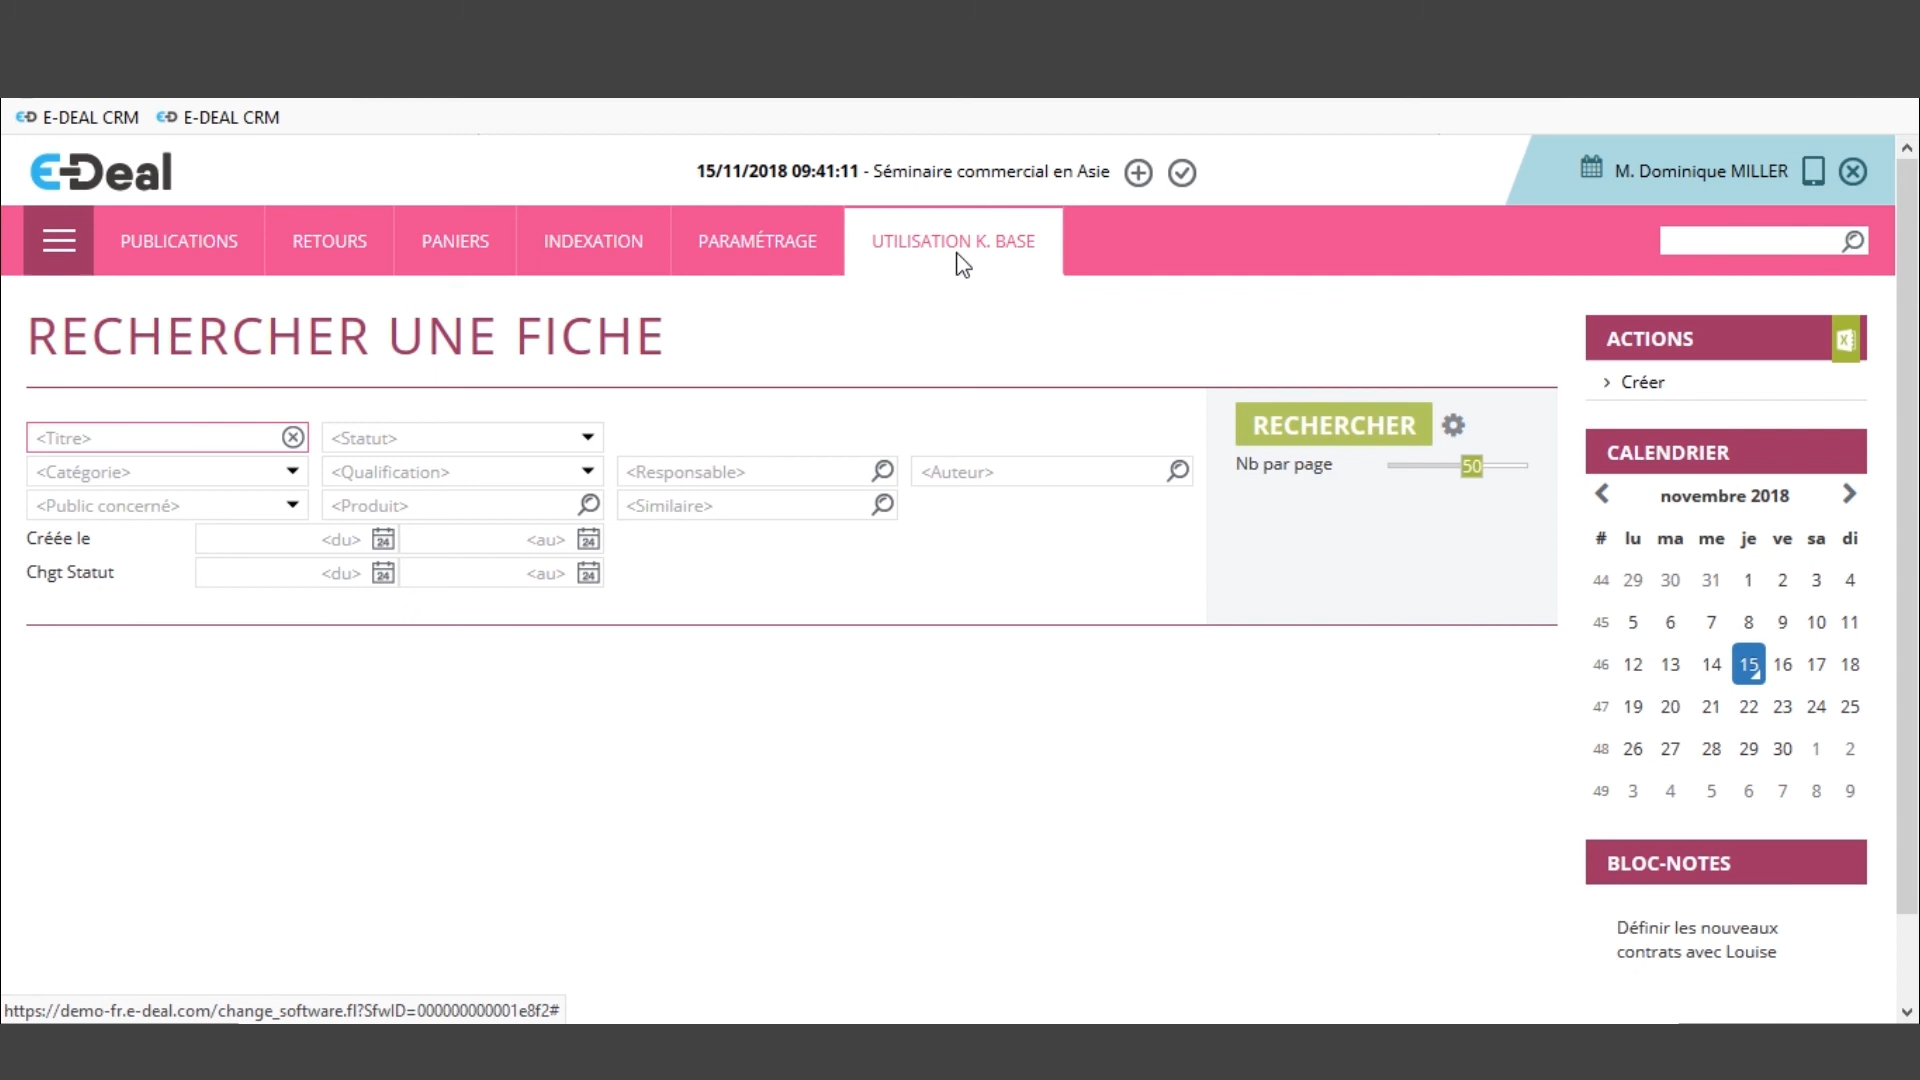 E-DEAL CRM E-DEAL CRM
E-Deal
15/11/2018 09:41:11 - Séminaire commercial en Asie
M. Dominique MILLER
PUBLICATIONS RETOURS PANIERS INDEXATION PARAMÉTRAGE UTILISATION K. BASE
RECHERCHER UNE FICHE
<Titre> <Statut>
<Catégorie> <Qualification> <Responsable> <Auteur>
<Public concerné> <Produit> <Similaire>
Créée le <du> 24 <au> 24
Chgt Statut <du> 24 <au> 24
RECHERCHER
Nb par page 50
ACTIONS
Créer
CALENDRIER
novembre 2018
# lu ma me je ve sa di
44 29 30 31 1 2 3 4
45 5 6 7 8 9 10 11
46 12 13 14 15 16 17 18
47 19 20 21 22 23 24 25
48 26 27 28 29 30 1 2
49 3 4 5 6 7 8 9
BLOC-NOTES
Définir les nouveaux
contrats avec Louise
https://demo-fr.e-deal.com/change_software.fl?SfwID=000000000001e8f2#